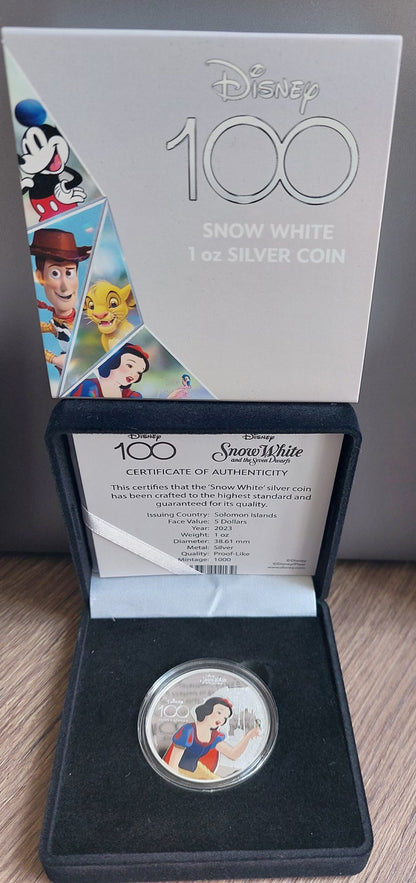 Disney
100
SNOW WHITE
1 oz SILVER COIN
Disney
100
Disney
Snow White
and the Seven Dwarfs
CERTIFICATE OF AUTHENTICITY
This certifies that the 'Snow White' silver coin
has been crafted to the highest standard and
guaranteed for its quality.
Issuing Country: Solomon Islands
Face Value: 5 Dollars
Year: 2023
Weight: 1 oz
Diameter: 38.61 mm
Metal: Silver
Quality: Proof-Like
Mintage: 1000
©Disney
©Disney/Pixar
Disney
100